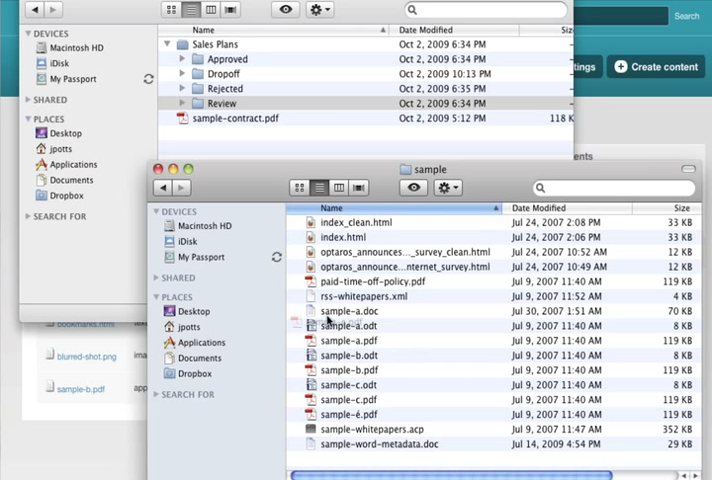 Search
tings
Create content
ents
DEVICES
Macintosh HD
iDisk
My Passport
SHARED
PLACES
Desktop
jpotts
Applications
Documents
Dropbox
SEARCH FOR
Name Date Modified Siz
Sales Plans Oct 2, 2009 6:34 PM –
Approved Oct 2, 2009 6:34 PM –
Dropoff Oct 2, 2009 10:13 PM –
Rejected Oct 2, 2009 6:35 PM –
Review Oct 2, 2009 6:34 PM –
sample-contract.pdf Oct 2, 2009 5:12 PM 118 K
bookmarks.html
blurred-shot.png ima
sample-b.pdf app
sample
DEVICES
Macintosh HD
iDisk
My Passport
SHARED
PLACES
Desktop
jpotts
Applications
Documents
Dropbox
SEARCH FOR
Name Date Modified Size
index_clean.html Jul 24, 2007 2:08 PM 33 KB
index.html Jul 24, 2007 2:06 PM 33 KB
optaros_announces..._survey_clean.html Jul 24, 2007 10:52 AM 12 KB
optaros_announce...nternet_survey.html Jul 24, 2007 10:49 AM 12 KB
paid-time-off-policy.pdf Jul 9, 2007 11:40 AM 119 KB
rss-whitepapers.xml Jul 9, 2007 11:52 AM 4 KB
sample-a.doc Jul 30, 2007 1:51 AM 70 KB
sample-a.odt Jul 9, 2007 11:40 AM 8 KB
sample-a.pdf Jul 9, 2007 11:40 AM 119 KB
sample-b.odt Jul 9, 2007 11:40 AM 8 KB
sample-b.pdf Jul 9, 2007 11:40 AM 119 KB
sample-c.odt Jul 9, 2007 11:40 AM 8 KB
sample-c.pdf Jul 9, 2007 11:40 AM 119 KB
sample-é.pdf Jul 9, 2007 11:40 AM 119 KB
sample-whitepapers.acp Jul 9, 2007 11:47 AM 352 KB
sample-word-metadata.doc Jul 14, 2009 4:54 PM 29 KB